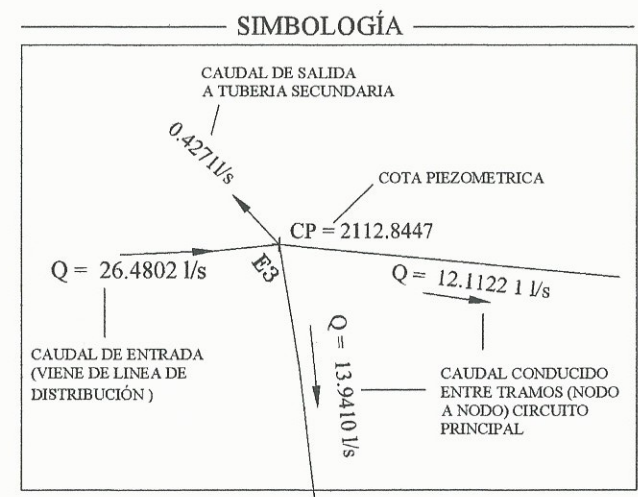 SIMBOLOGÍA
CAUDAL DE SALIDA
A TUBERIA SECUNDARIA
0.4271l/s
COTA PIEZOMETRICA
CP = 2112.8447
E3
Q = 26.4802 l/s
Q = 12.1122 1 l/s
Q = 13.9410 l/s
CAUDAL DE ENTRADA
(VIENE DE LINEA DE
DISTRIBUCIÓN )
CAUDAL CONDUCIDO
ENTRE TRAMOS (NODO
A NODO) CIRCUITO
PRINCIPAL